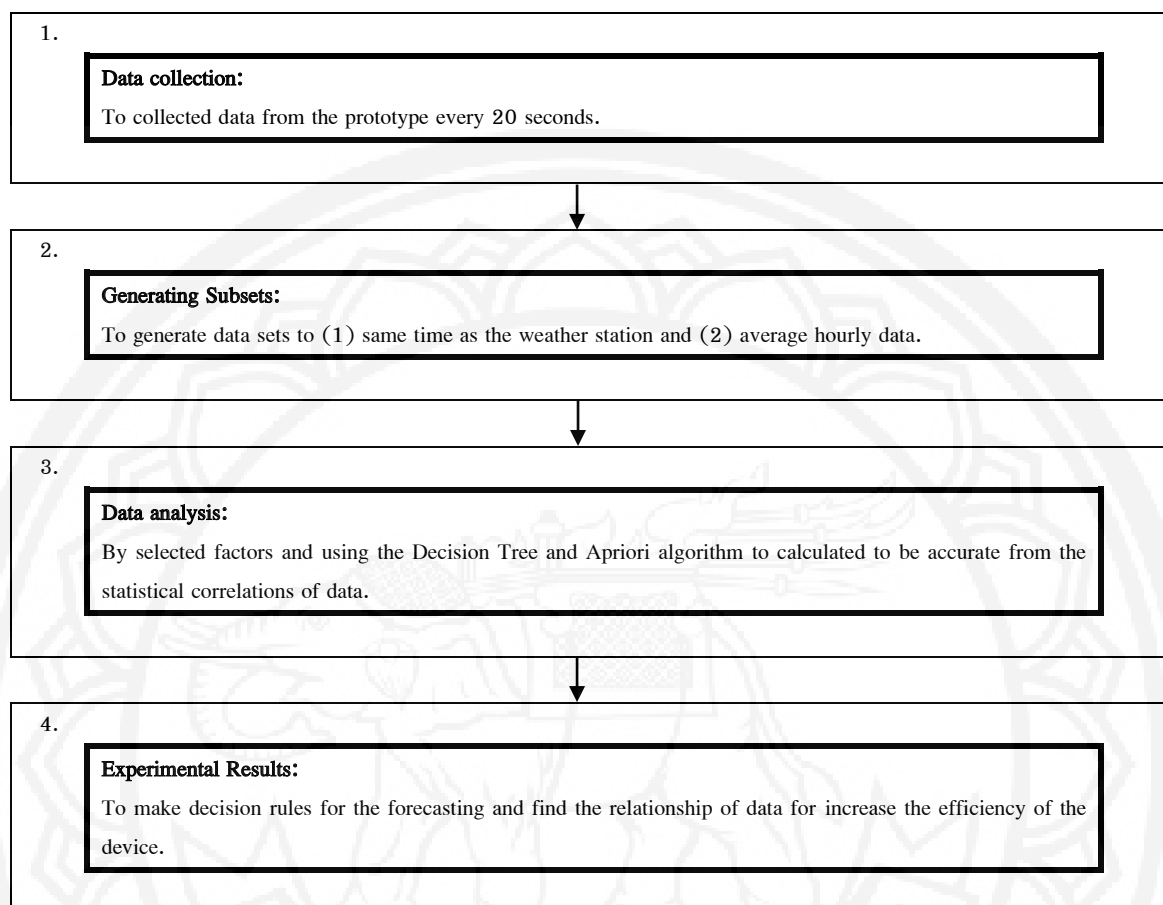 1.
Data collection:
To collected data from the prototype every 20 seconds.
2.
Generating Subsets:
To generate data sets to (1) same time as the weather station and (2) average hourly data.
3.
Data analysis:
By selected factors and using the Decision Tree and Apriori algorithm to calculated to be accurate from the
statistical correlations of data.
4.
Experimental Results:
To make decision rules for the forecasting and find the relationship of data for increase the efficiency of the
device.